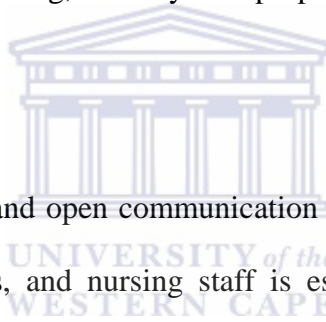 and open communication
UNIVERSITY of the
s, and nursing staff is es
WESTERN CAPE